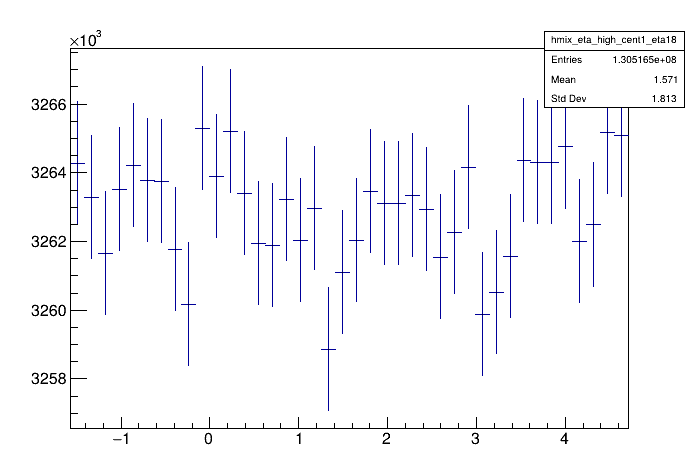 ×10³
hmix_eta_high_cent1_eta18
Entries 1.305165e+08
Mean 1.571
Std Dev 1.813
3266
3264
3262
3260
3258
−1 0 1 2 3 4